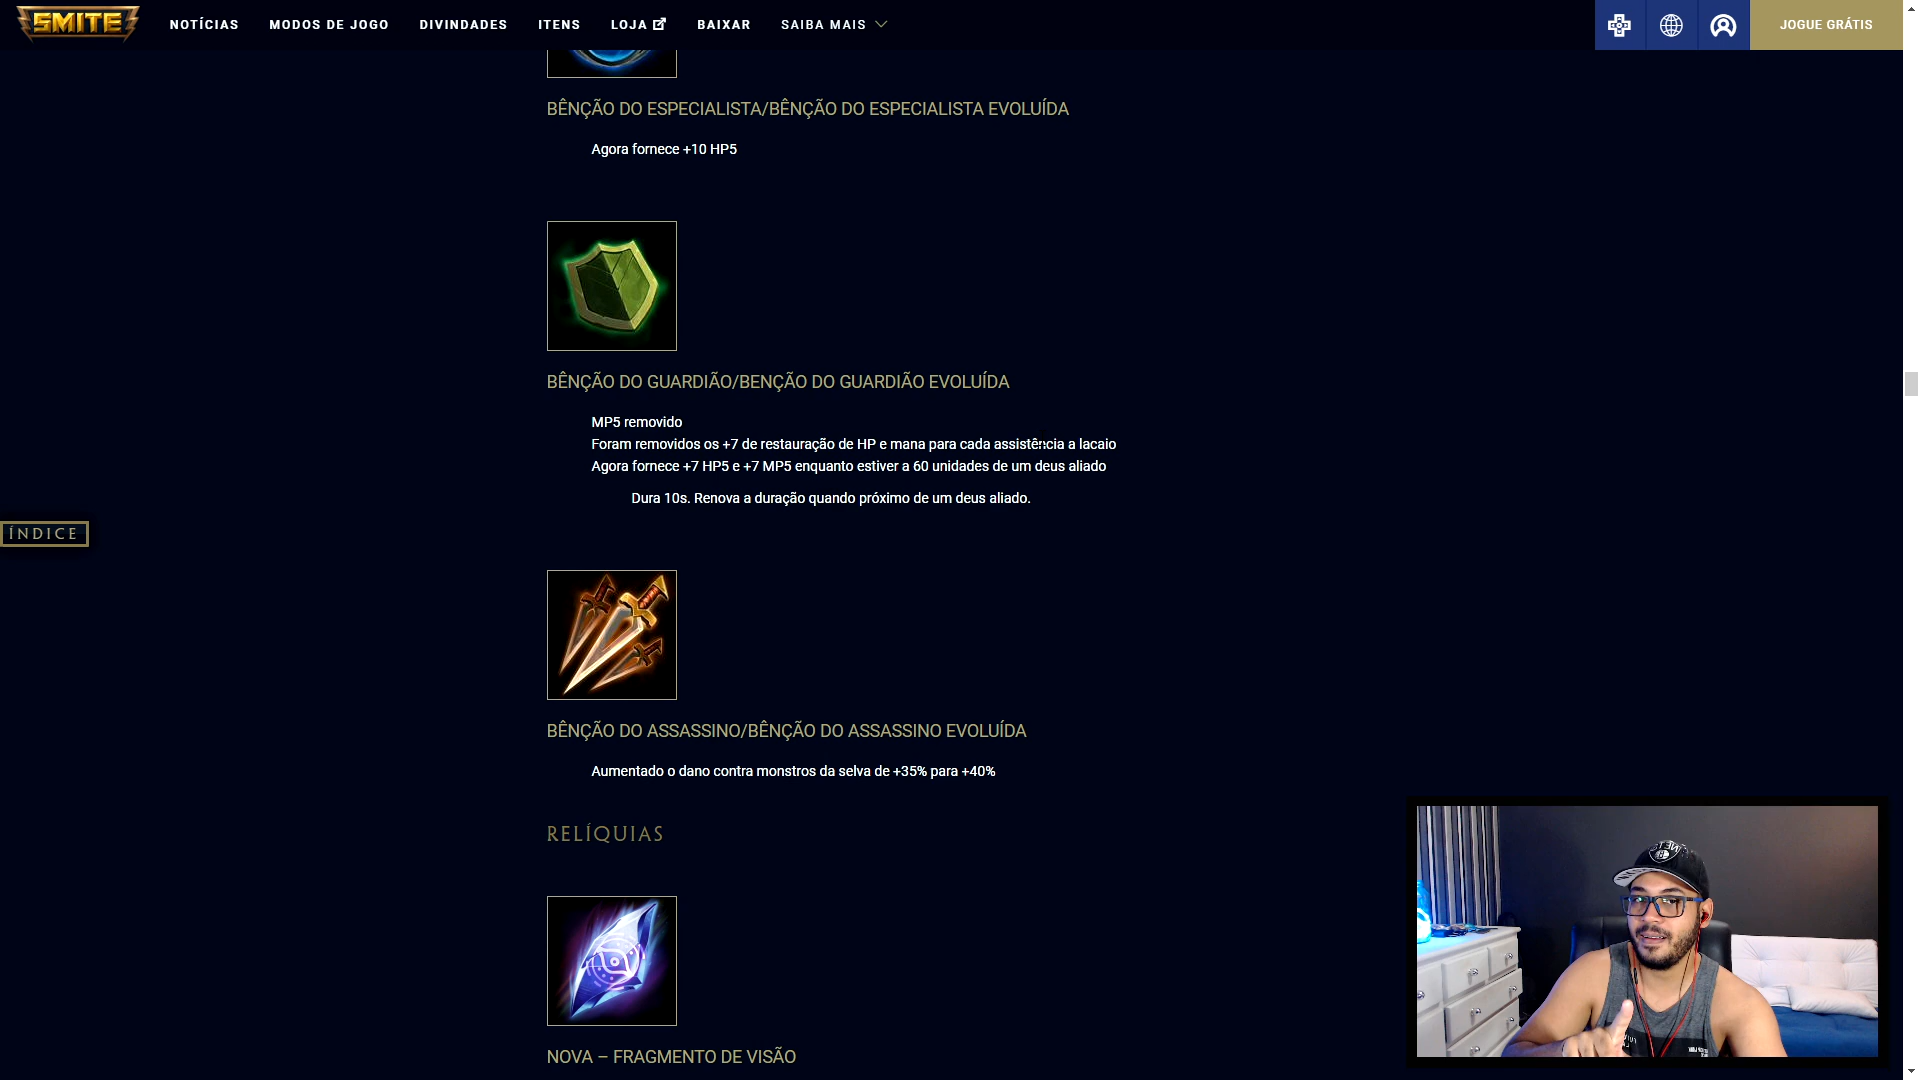 SMITE
NOTÍCIAS
MODOS DE JOGO
DIVINDADES
ITENS
LOJA
BAIXAR
SAIBA MAIS
JOGUE GRÁTIS
BÊNÇÃO DO ESPECIALISTA/BÊNÇÃO DO ESPECIALISTA EVOLUÍDA
Agora fornece +10 HP5
BÊNÇÃO DO GUARDIÃO/BENÇÃO DO GUARDIÃO EVOLUÍDA
MP5 removido
Foram removidos os +7 de restauração de HP e mana para cada assistência a lacaio
Agora fornece +7 HP5 e +7 MP5 enquanto estiver a 60 unidades de um deus aliado
Dura 10s. Renova a duração quando próximo de um deus aliado.
ÍNDICE
BÊNÇÃO DO ASSASSINO/BÊNÇÃO DO ASSASSINO EVOLUÍDA
Aumentado o dano contra monstros da selva de +35% para +40%
RELÍQUIAS
NOVA – FRAGMENTO DE VISÃO